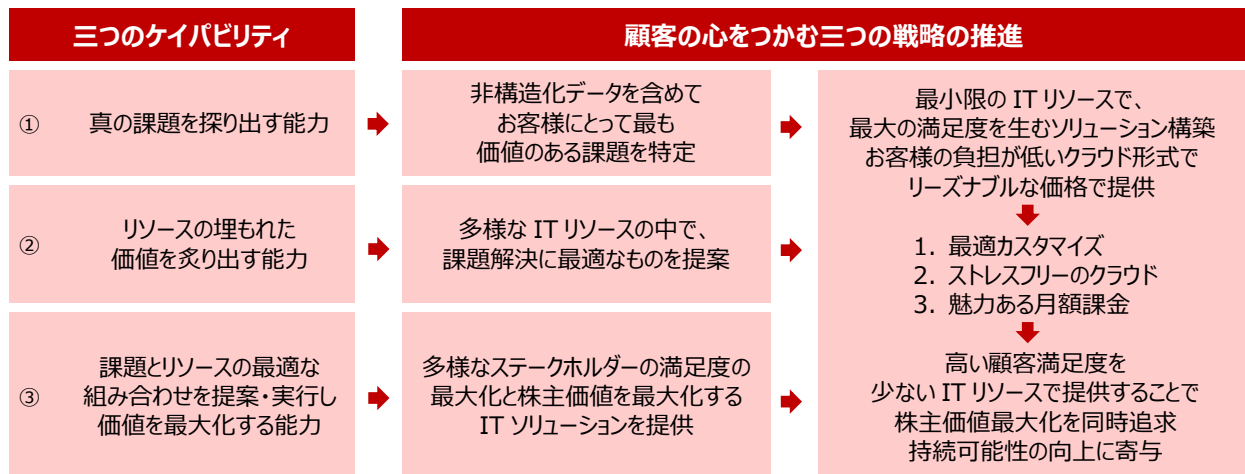 三つのケイパビリティ
顧客の心をつかむ三つの戦略の推進
① 真の課題を探り出す能力
非構造化データを含めて
お客様にとって最も
価値のある課題を特定
② リソースの埋もれた
価値を炙り出す能力
多様な IT リソースの中で、
課題解決に最適なものを提案
③ 課題とリソースの最適な
組み合わせを提案・実行し
価値を最大化する能力
多様なステークホルダーの満足度の
最大化と株主価値を最大化する
IT ソリューションを提供
最小限の IT リソースで、
最大の満足度を生むソリューション構築
お客様の負担が低いクラウド形式で
リーズナブルな価格で提供
1. 最適カスタマイズ
2. ストレスフリーのクラウド
3. 魅力ある月額課金
高い顧客満足度を
少ない IT リソースで提供することで
株主価値最大化を同時追求
持続可能性の向上に寄与